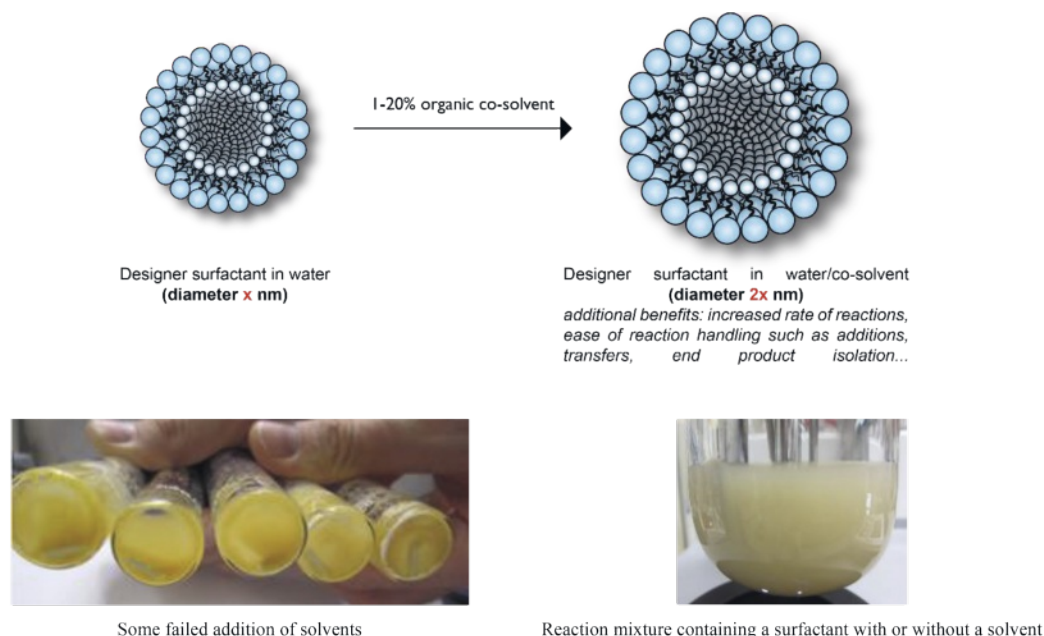 1-20% organic co-solvent
Designer surfactant in water
(diameter x nm)
Designer surfactant in water/co-solvent
(diameter 2x nm)
additional benefits: increased rate of reactions,
ease of reaction handling such as additions,
transfers, end product isolation...
Some failed addition of solvents
Reaction mixture containing a surfactant with or without a solvent